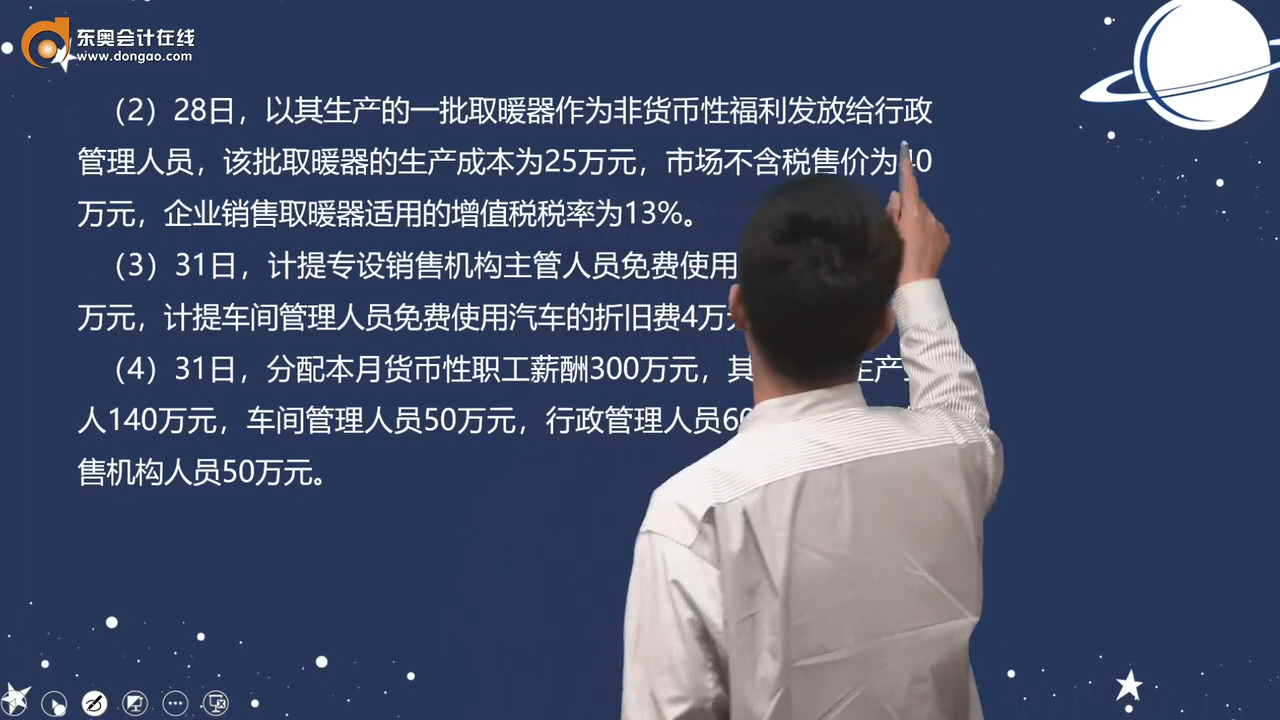 东奥会计在线
www.dongao.com
（2）28日，以其生产的一批取暖器作为非货币性福利发放给行政
管理人员，该批取暖器的生产成本为25万元，市场不含税售价为40
万元，企业销售取暖器适用的增值税税率为13%。
（3）31日，计提专设销售机构主管人员免费使用
万元，计提车间管理人员免费使用汽车的折旧费4万
（4）31日，分配本月货币性职工薪酬300万元，其 生产
人140万元，车间管理人员50万元，行政管理人员60
售机构人员50万元。